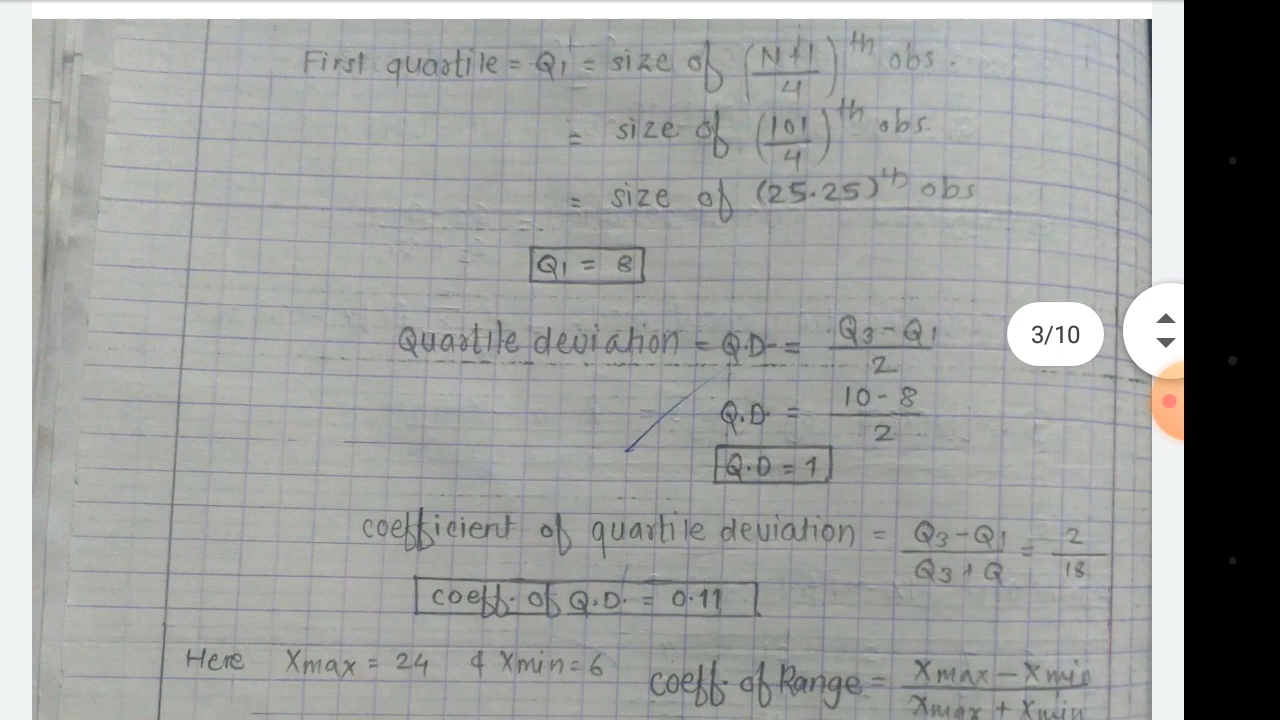 First quartile = Q1 = size of (N+1/4)th obs.
= size of (101/4)th obs.
= size of (25.25)th obs
Q1 = 8
Quartile deviation = Q.D = Q3 - Q1 / 2
3/10
Q.D. = 10 - 8 / 2
Q.D = 1
coefficient of quartile deviation = Q3 - Q1 / Q3 + Q = 2 / 18
coeff. of Q.D. = 0.11
Here Xmax = 24 & Xmin = 6
coeff. of Range = Xmax - Xmin / Xmax + Xmin